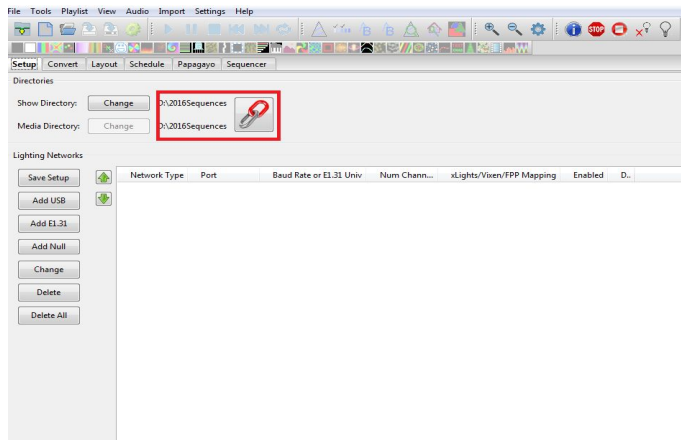 File Tools Playlist View Audio Import Settings Help
STOP
Setup Convert Layout Schedule Papagayo Sequencer
Directories
Show Directory: Change D:\2016Sequences
Media Directory: Change D:\2016Sequences
Lighting Networks
Save Setup Network Type Port Baud Rate or E1.31 Univ Num Chann... xLights/Vixen/FPP Mapping Enabled D..
Add USB
Add E1.31
Add Null
Change
Delete
Delete All